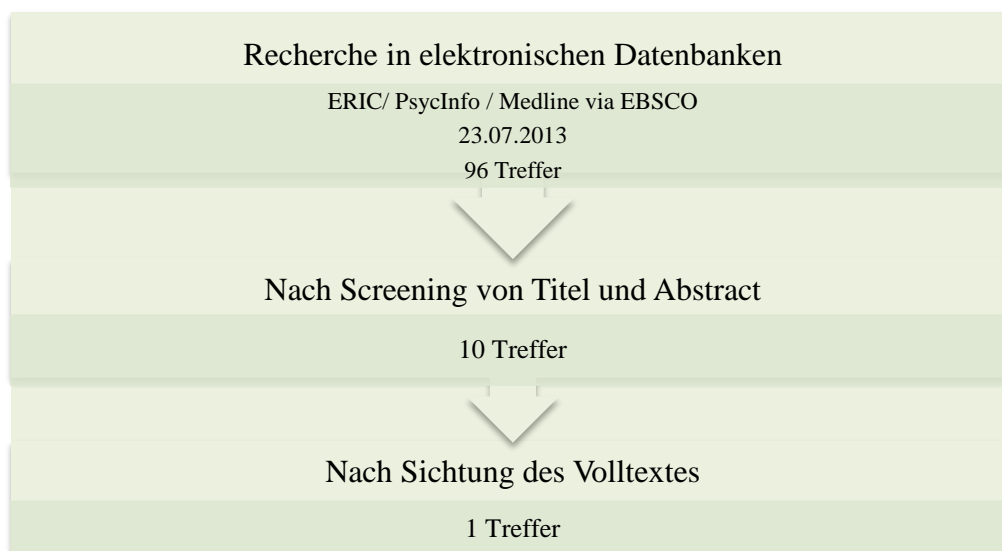 Recherche in elektronischen Datenbanken
ERIC/ PsycInfo / Medline via EBSCO
23.07.2013
96 Treffer
Nach Screening von Titel und Abstract
10 Treffer
Nach Sichtung des Volltextes
1 Treffer